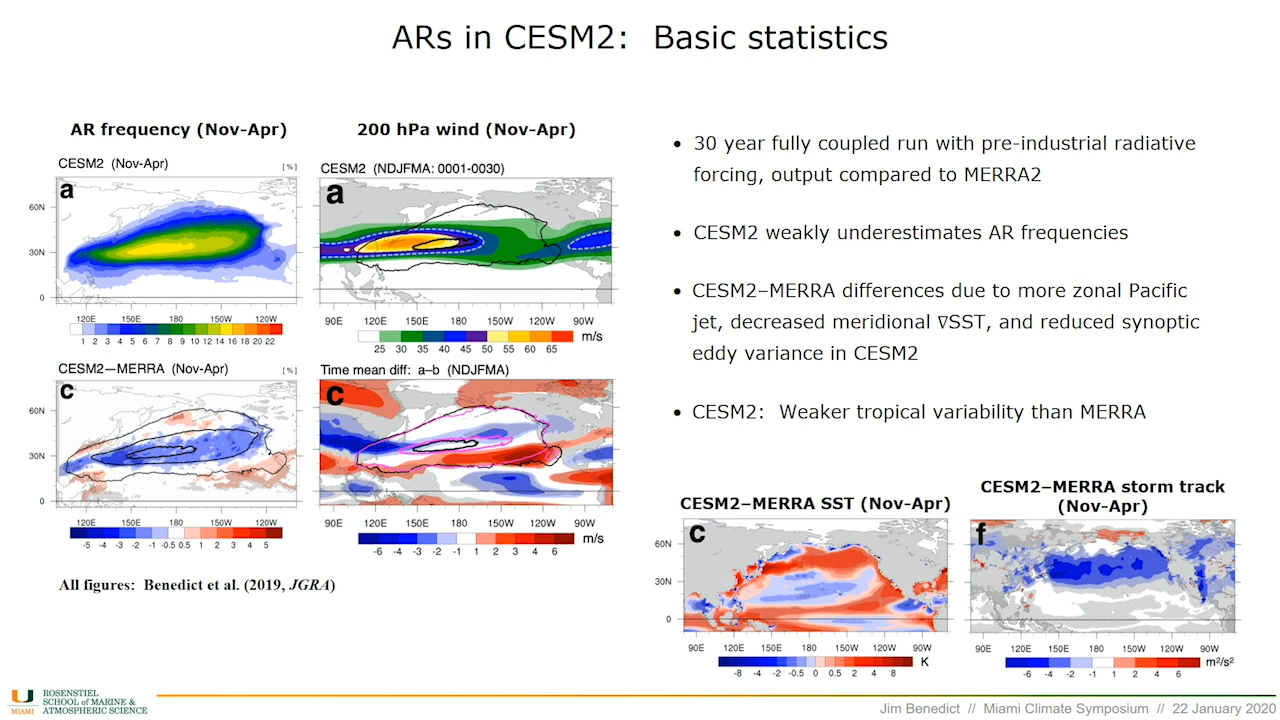 ARs in CESM2:  Basic statistics
AR frequency (Nov-Apr)
CESM2 (Nov-Apr)
[%]
a
60N
30N
0
120E 150E 180 150W 120W
1 2 3 4 5 6 7 8 9 10 12 14 16 18 20 22
CESM2−MERRA (Nov-Apr)
[%]
c
60N
30N
0
120E 150E 180 150W 120W
-5 -4 -3 -2 -1 -0.5 0.5 1 2 3 4 5
200 hPa wind (Nov-Apr)
CESM2 (NDJFMA: 0001-0030)
a
90E 120E 150E 180 150W 120W 90W
25 30 35 40 45 50 55 60 65
m/s
Time mean diff: a–b (NDJFMA)
c
90E 120E 150E 180 150W 120W 90W
-6 -4 -3 -2 -1 1 2 3 4 6
m/s
All figures: Benedict et al. (2019, JGRA)
• 30 year fully coupled run with pre-industrial radiative
forcing, output compared to MERRA2
• CESM2 weakly underestimates AR frequencies
• CESM2–MERRA differences due to more zonal Pacific
jet, decreased meridional ∇SST, and reduced synoptic
eddy variance in CESM2
• CESM2: Weaker tropical variability than MERRA
CESM2–MERRA SST (Nov-Apr)
c
60N
30N
0
90E 120E 150E 180 150W 120W 90W
-8 -4 -2 -0.5 0 0.5 2 4 8
K
CESM2–MERRA storm track
(Nov-Apr)
f
90E 120E 150E 180 150W 120W 90W
-6 -4 -2 -1 1 2 4 6
m²/s²
U
MIAMI
ROSENSTIEL
SCHOOL of MARINE &
ATMOSPHERIC SCIENCE
Jim Benedict // Miami Climate Symposium // 22 January 2020